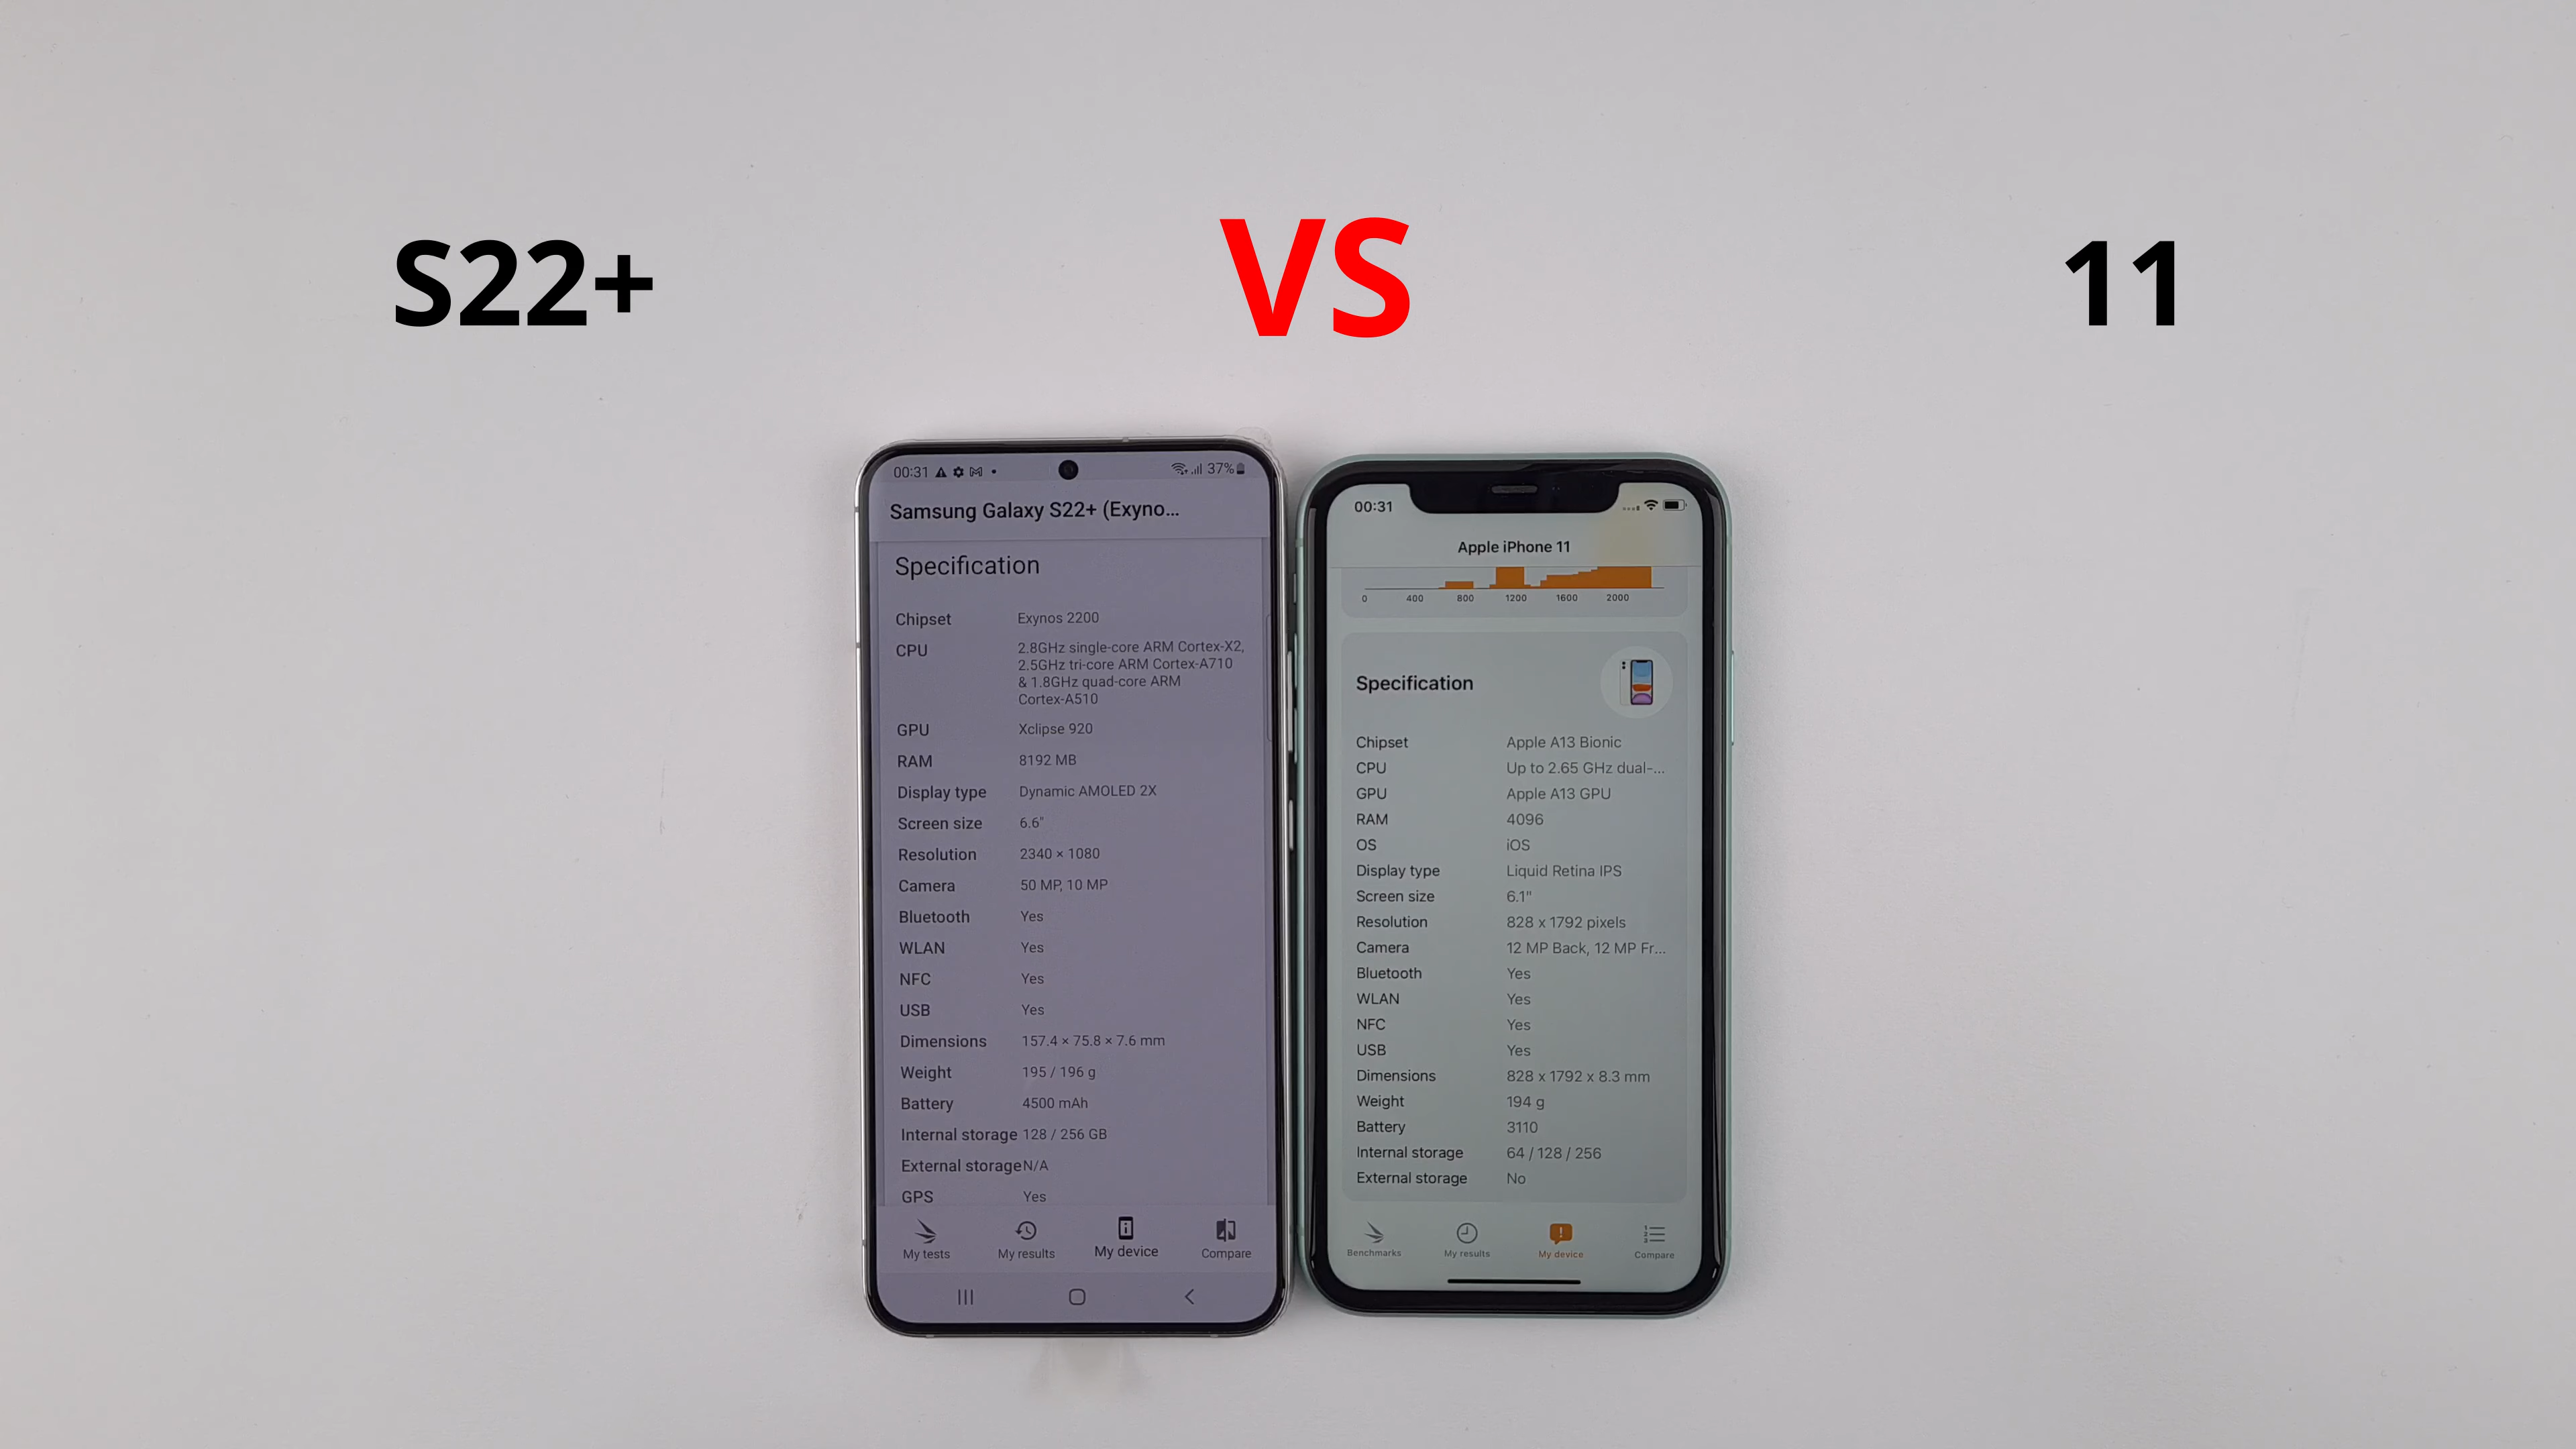 S22+
VS
11
00:31
37%
Samsung Galaxy S22+ (Exyno...
Specification
Chipset Exynos 2200
CPU 2.8GHz single-core ARM Cortex-X2,
2.5GHz tri-core ARM Cortex-A710
& 1.8GHz quad-core ARM
Cortex-A510
GPU Xclipse 920
RAM 8192 MB
Display type Dynamic AMOLED 2X
Screen size 6.6"
Resolution 2340 × 1080
Camera 50 MP, 10 MP
Bluetooth Yes
WLAN Yes
NFC Yes
USB Yes
Dimensions 157.4 × 75.8 × 7.6 mm
Weight 195 / 196 g
Battery 4500 mAh
Internal storage 128 / 256 GB
External storage N/A
GPS Yes
My tests My results My device Compare
00:31
Apple iPhone 11
0 400 800 1200 1600 2000
Specification
Chipset Apple A13 Bionic
CPU Up to 2.65 GHz dual-...
GPU Apple A13 GPU
RAM 4096
OS iOS
Display type Liquid Retina IPS
Screen size 6.1"
Resolution 828 x 1792 pixels
Camera 12 MP Back, 12 MP Fr...
Bluetooth Yes
WLAN Yes
NFC Yes
USB Yes
Dimensions 828 x 1792 x 8.3 mm
Weight 194 g
Battery 3110
Internal storage 64 / 128 / 256
External storage No
Benchmarks My results My device Compare